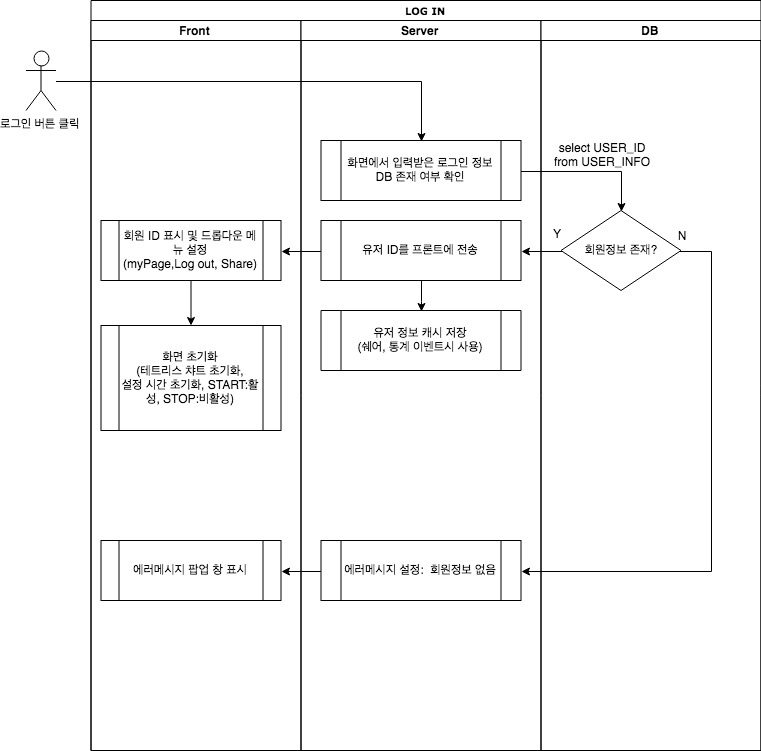 LOG IN
Front
Server
DB
로그인 버튼 클릭
화면에서 입력받은 로그인 정보
DB 존재 여부 확인
select USER_ID
from USER_INFO
회원정보 존재?
Y
N
유저 ID를 프론트에 전송
회원 ID 표시 및 드롭다운 메
뉴 설정
(myPage,Log out, Share)
유저 정보 캐시 저장
(쉐어, 통계 이벤트시 사용)
화면 초기화
(테트리스 챠트 초기화,
설정 시간 초기화, START:활
성, STOP:비활성)
에러메시지 설정:  회원정보 없음
에러메시지 팝업 창 표시